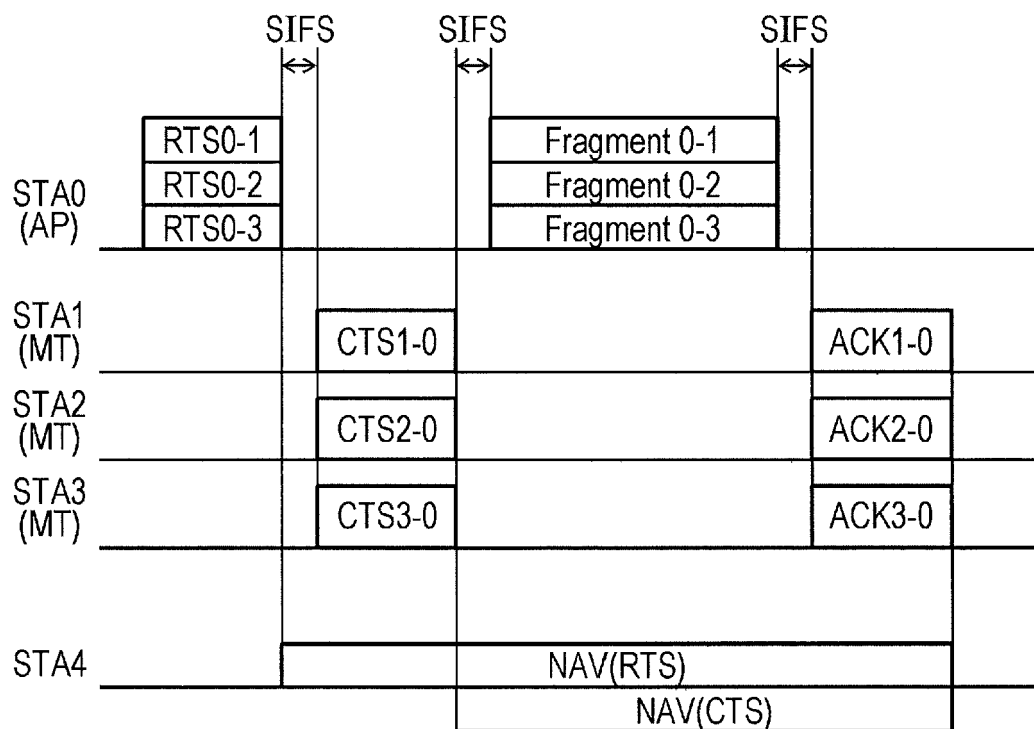 SIFS SIFS SIFS
RTS0-1 Fragment 0-1
RTS0-2 Fragment 0-2
RTS0-3 Fragment 0-3
STA0
(AP)
STA1
(MT)
CTS1-0 ACK1-0
STA2
(MT)
CTS2-0 ACK2-0
STA3
(MT)
CTS3-0 ACK3-0
STA4 NAV(RTS)
NAV(CTS)